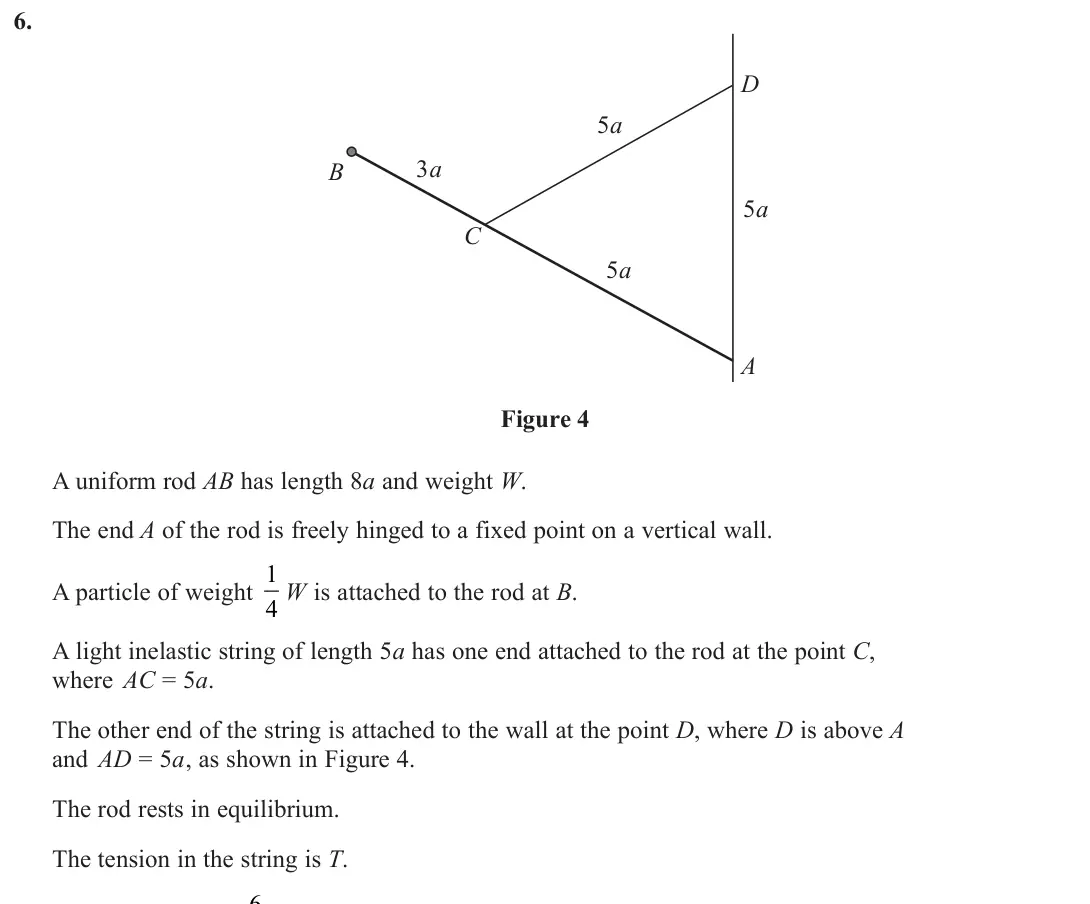 6.
D
5a
B
3a
5a
C
5a
A
Figure 4
A uniform rod AB has length 8a and weight W.
The end A of the rod is freely hinged to a fixed point on a vertical wall.
A particle of weight 1/4 W is attached to the rod at B.
A light inelastic string of length 5a has one end attached to the rod at the point C,
where AC = 5a.
The other end of the string is attached to the wall at the point D, where D is above A
and AD = 5a, as shown in Figure 4.
The rod rests in equilibrium.
The tension in the string is T.